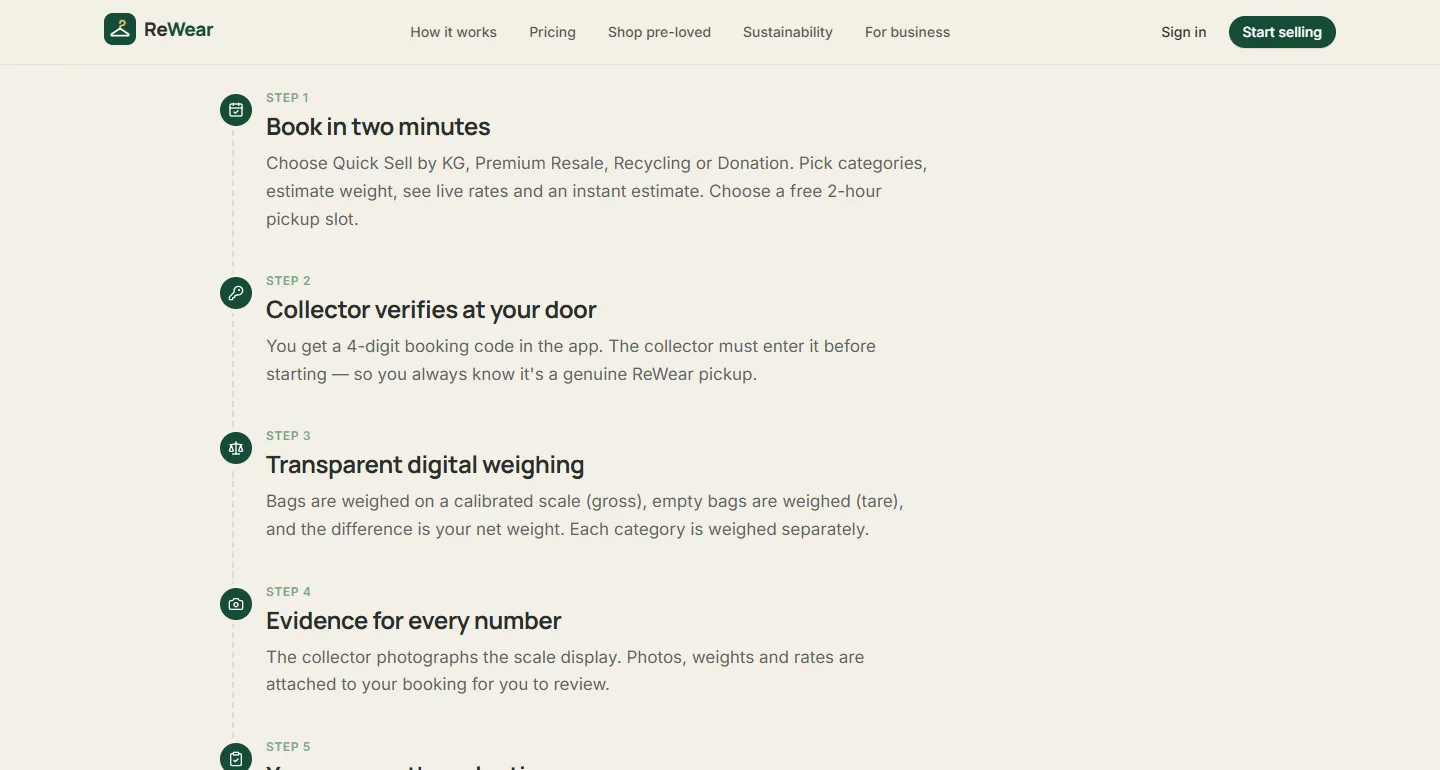 ReWear
How it works
Pricing
Shop pre-loved
Sustainability
For business
Sign in
Start selling
STEP 1
Book in two minutes
Choose Quick Sell by KG, Premium Resale, Recycling or Donation. Pick categories,
estimate weight, see live rates and an instant estimate. Choose a free 2-hour
pickup slot.
STEP 2
Collector verifies at your door
You get a 4-digit booking code in the app. The collector must enter it before
starting — so you always know it's a genuine ReWear pickup.
STEP 3
Transparent digital weighing
Bags are weighed on a calibrated scale (gross), empty bags are weighed (tare),
and the difference is your net weight. Each category is weighed separately.
STEP 4
Evidence for every number
The collector photographs the scale display. Photos, weights and rates are
attached to your booking for you to review.
STEP 5